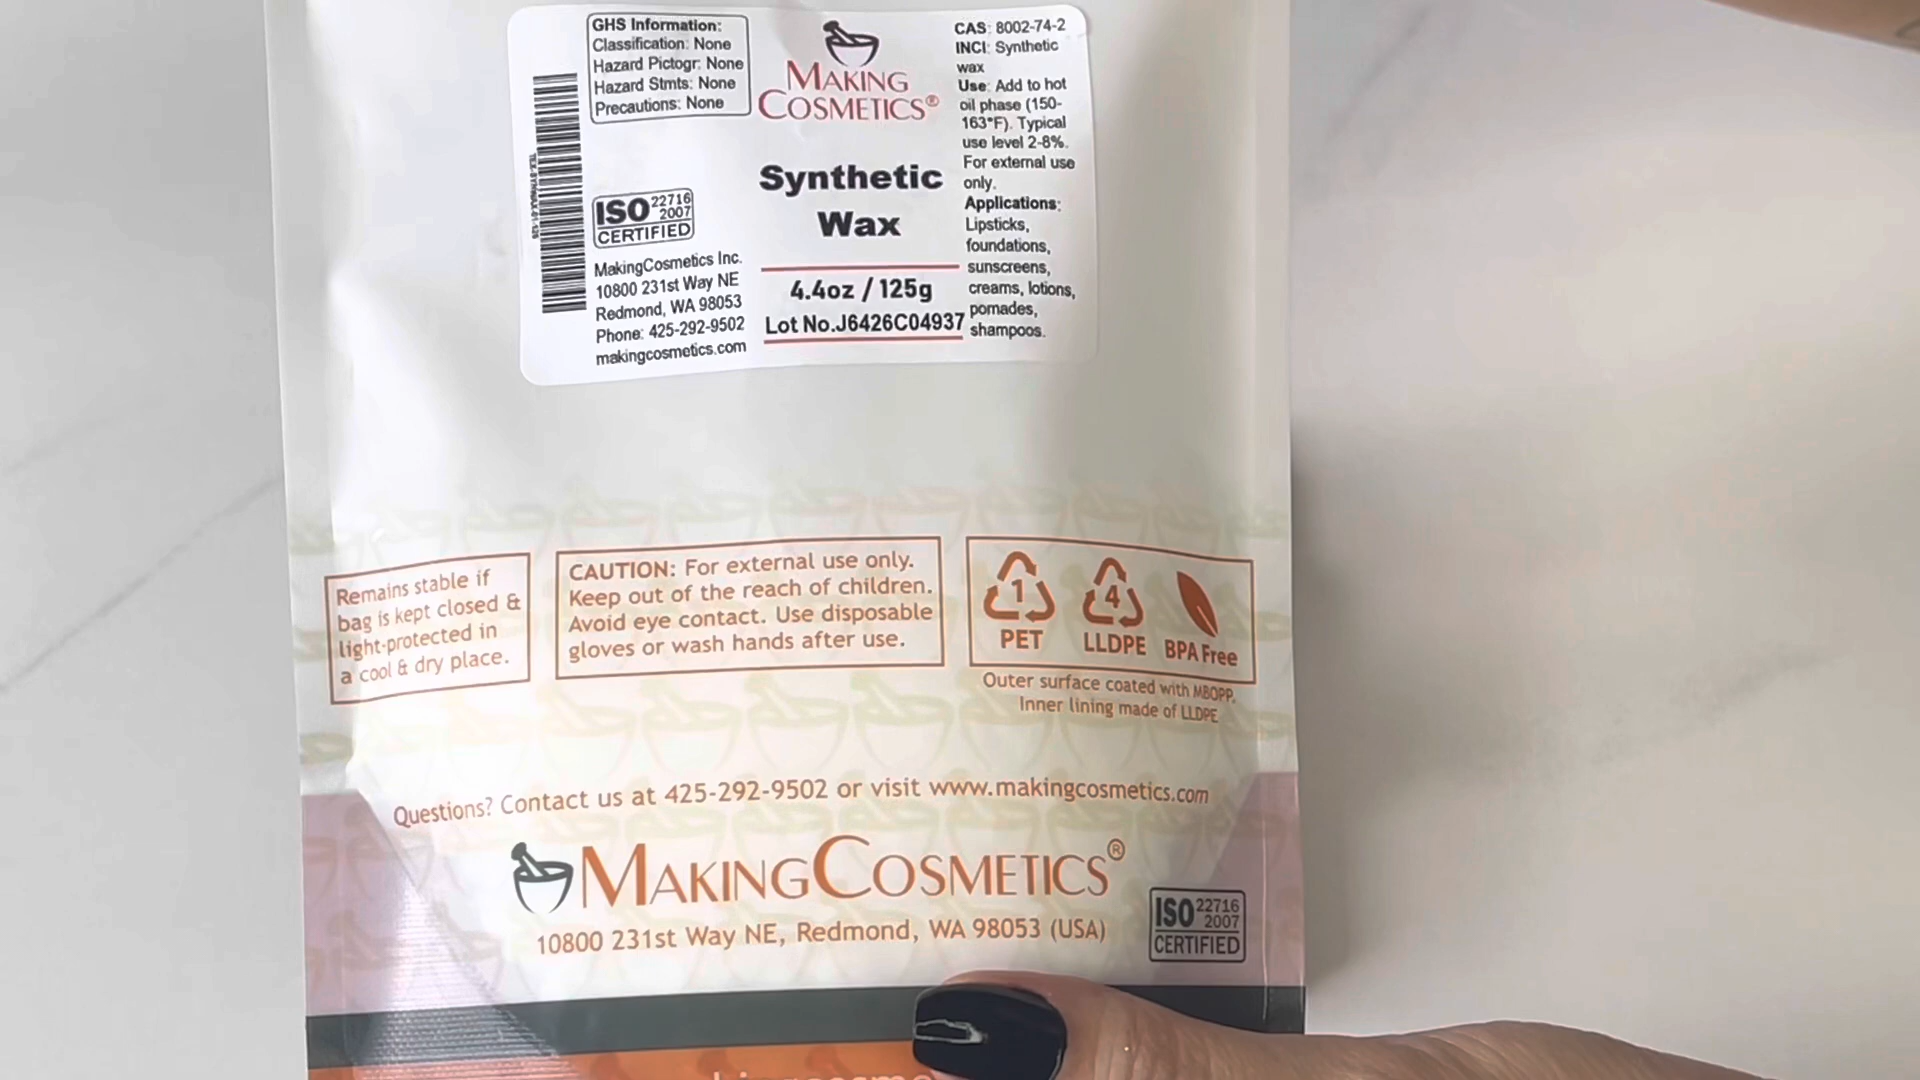 GHS Information:
Classification: None
Hazard Pictogr: None
Hazard Stmts: None
Precautions: None
ISO 22716
2007
CERTIFIED
MakingCosmetics Inc.
10800 231st Way NE
Redmond, WA 98053
Phone: 425-292-9502
makingcosmetics.com
MAKING
COSMETICS®
Synthetic
Wax
4.4oz / 125g
Lot No.J6426C04937
CAS: 8002-74-2
INCI: Synthetic
wax
Use: Add to hot
oil phase (150-
163°F). Typical
use level 2-8%.
For external use
only.
Applications:
Lipsticks,
foundations,
sunscreens,
creams, lotions,
pomades,
shampoos.
Remains stable if
bag is kept closed &
light-protected in
a cool & dry place.
CAUTION: For external use only.
Keep out of the reach of children.
Avoid eye contact. Use disposable
gloves or wash hands after use.
1 4
PET LLDPE BPA Free
Outer surface coated with MBOPP.
Inner lining made of LLDPE
Questions? Contact us at 425-292-9502 or visit www.makingcosmetics.com
MAKINGCOSMETICS®
10800 231st Way NE, Redmond, WA 98053 (USA)
ISO 22716
2007
CERTIFIED